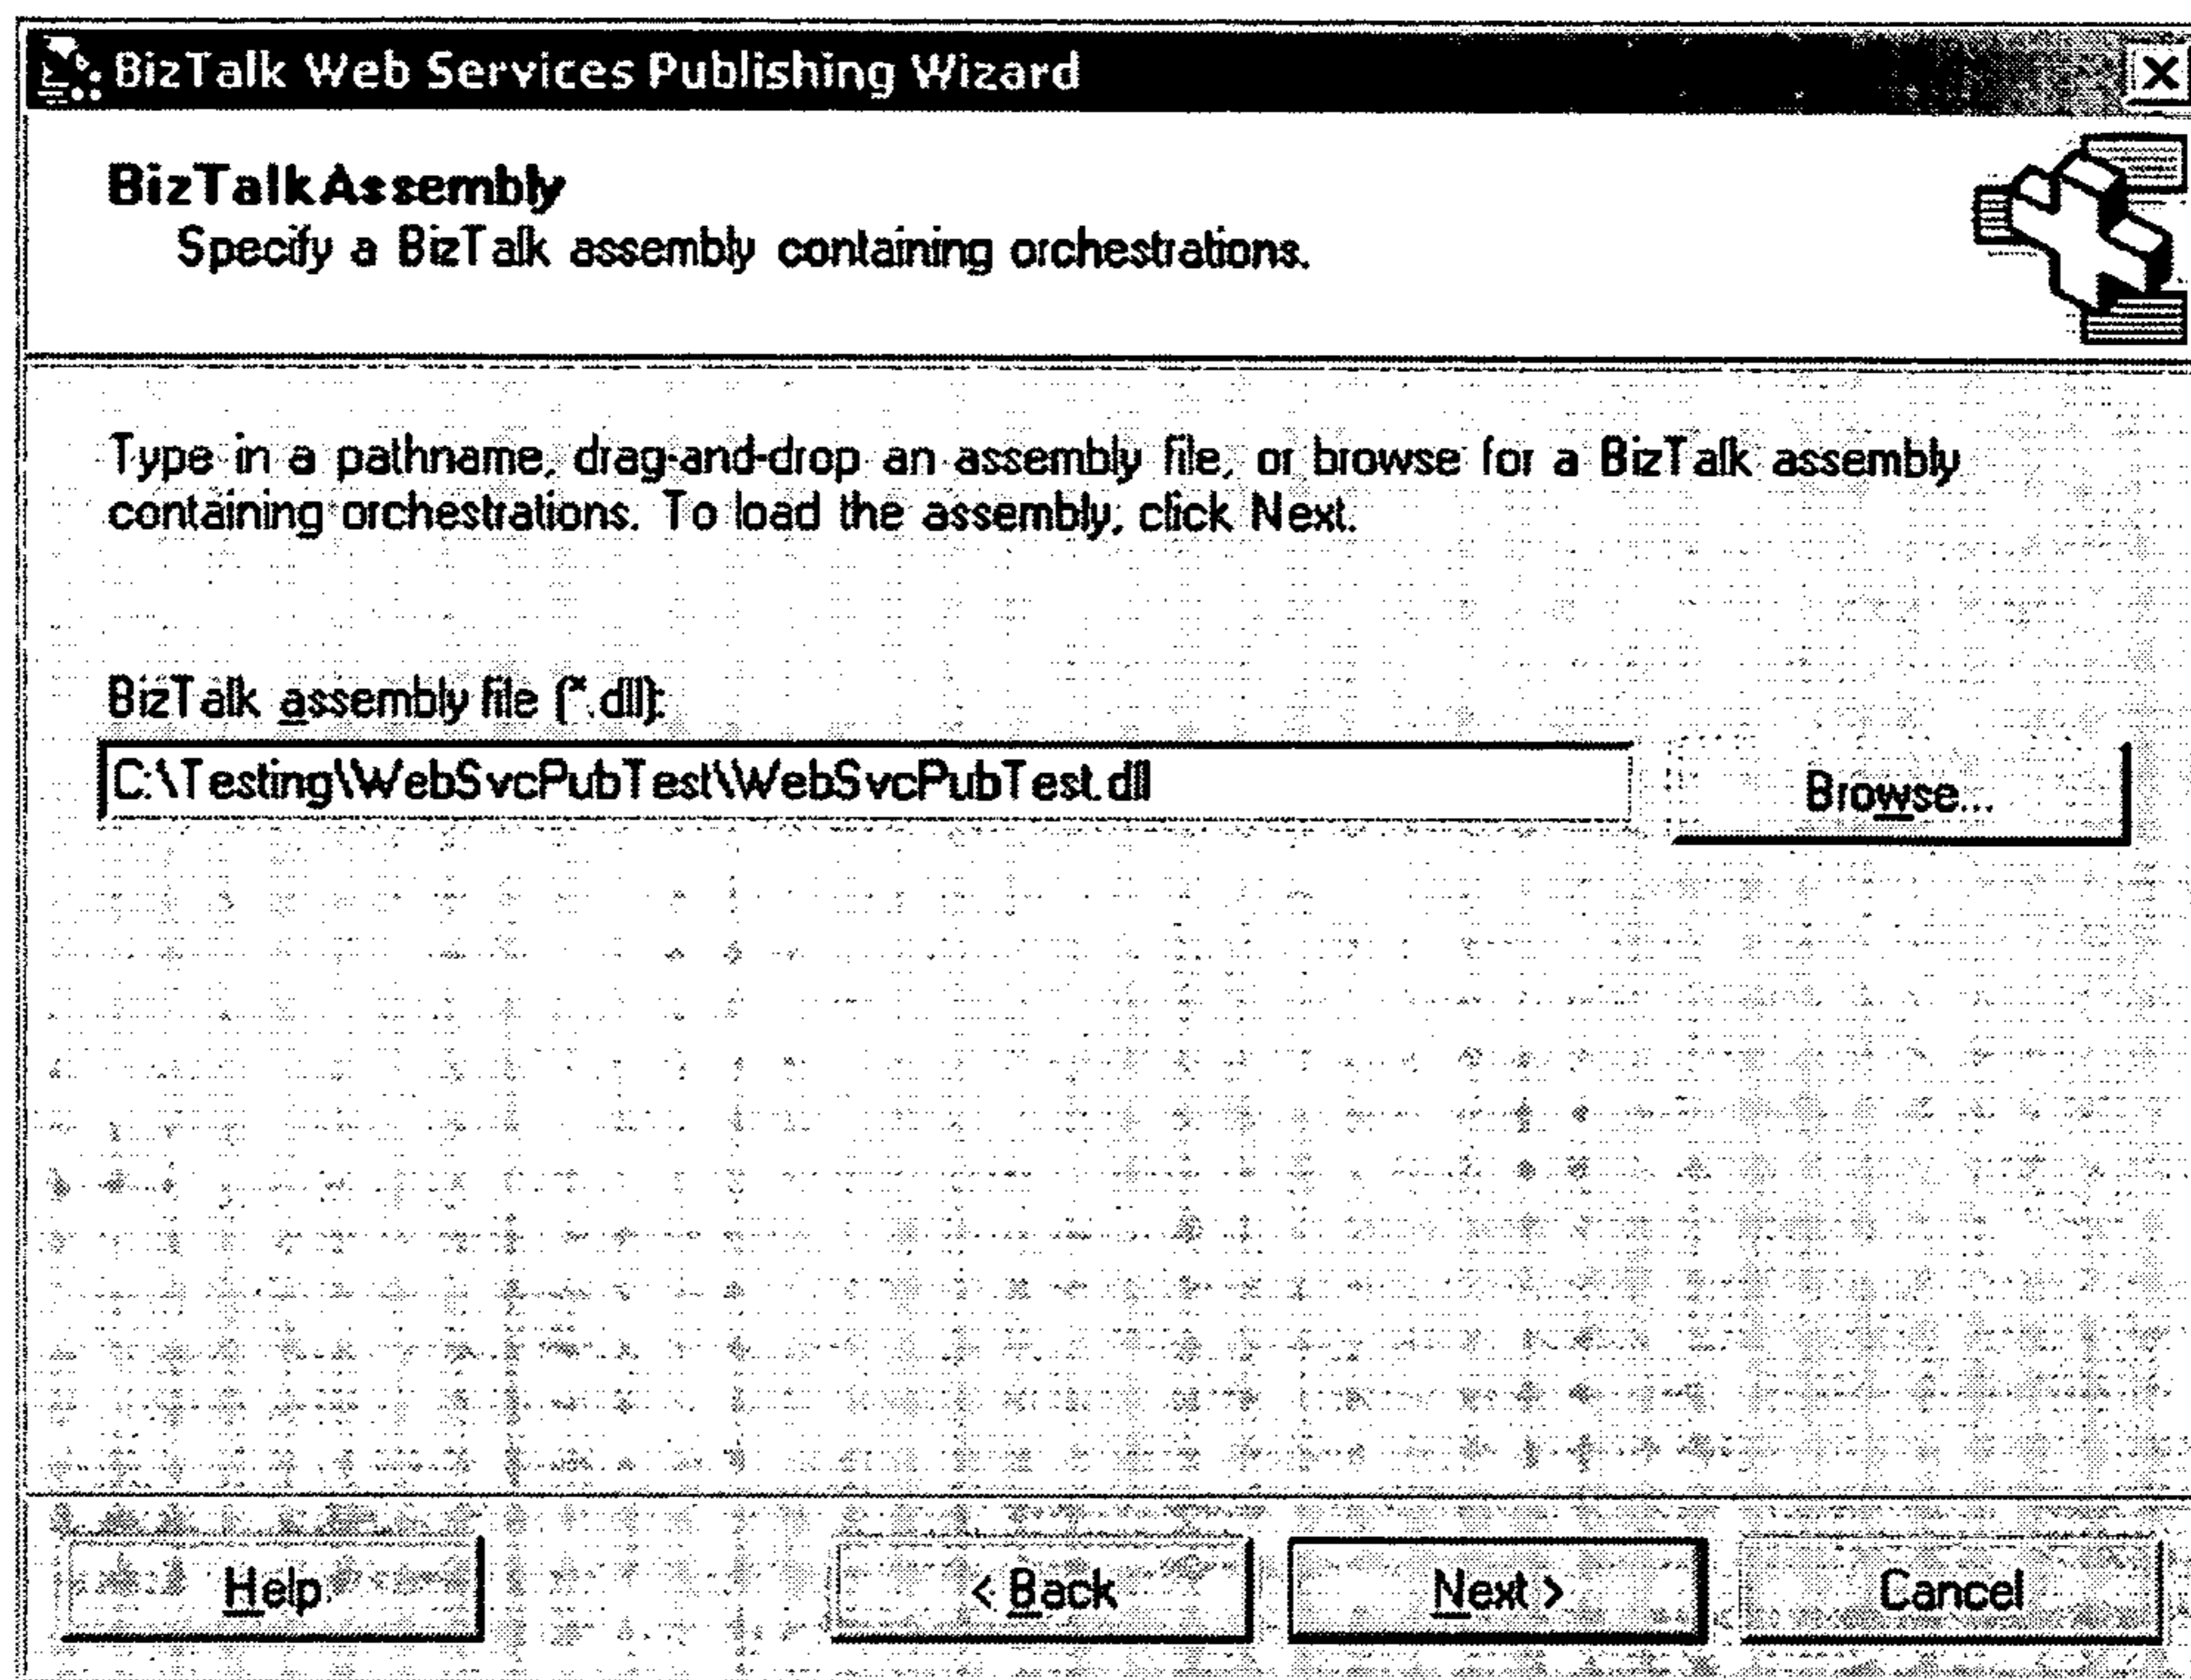 BizTalk Web Services Publishing Wizard
BizTalkAssembly
Specify a BizTalk assembly containing orchestrations.
Type in a pathname, drag-and-drop an assembly file, or browse for a BizTalk assembly
containing orchestrations. To load the assembly, click Next.
BizTalk assembly file (*.dll):
C:\Testing\WebSvcPubTest\WebSvcPubTest.dll
Browse...
Help
< Back
Next >
Cancel